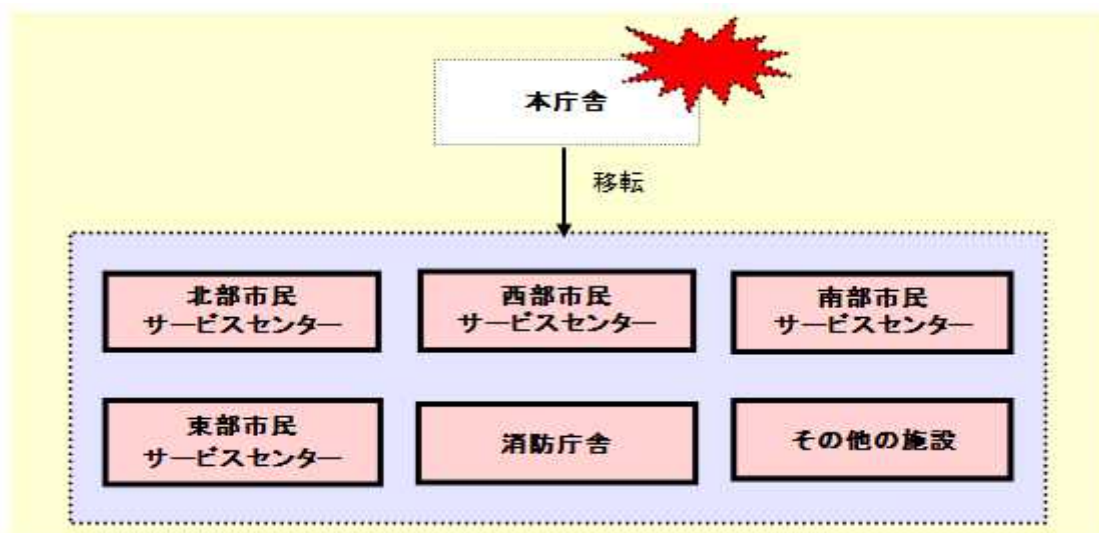 本庁舎
移転
北部市民
サービスセンター
西部市民
サービスセンター
南部市民
サービスセンター
東部市民
サービスセンター
消防庁舎
その他の施設